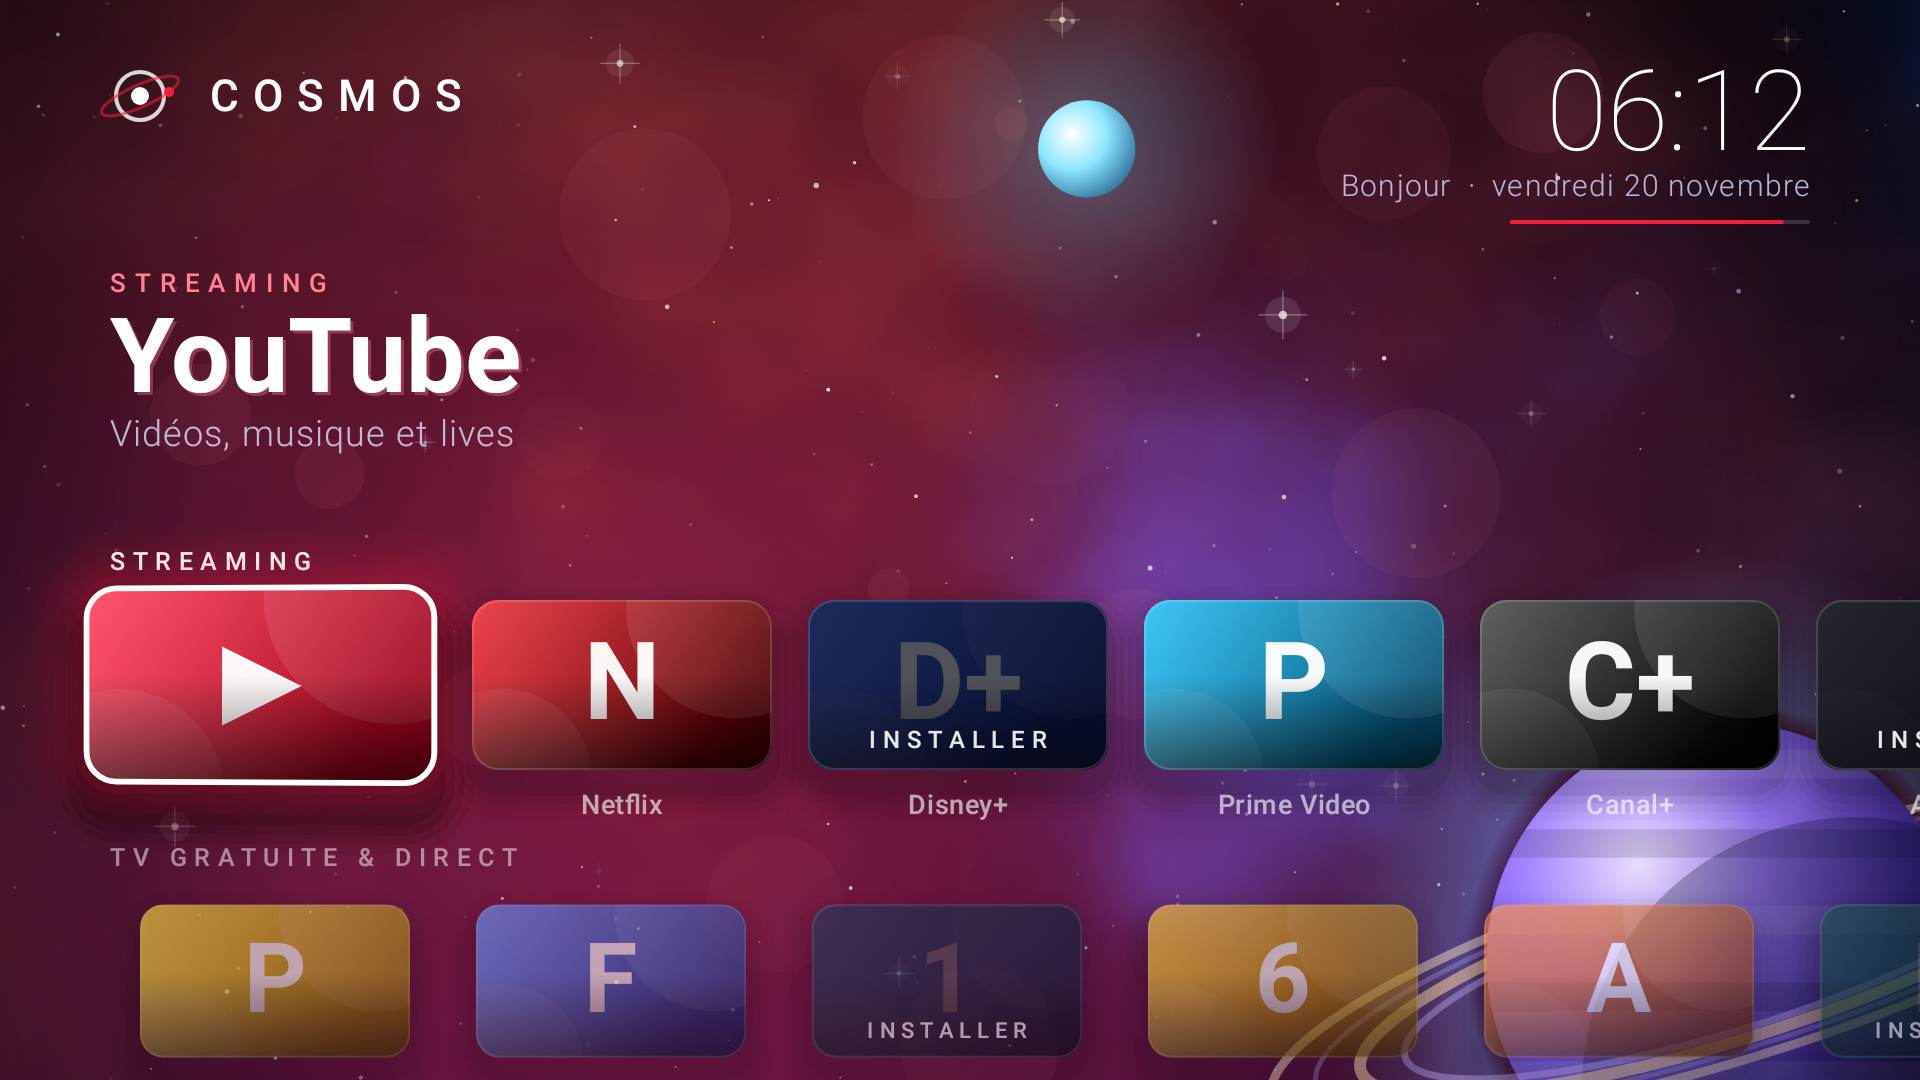 COSMOS
06:12
Bonjour · vendredi 20 novembre
STREAMING
YouTube
Vidéos, musique et lives
STREAMING
N
D+
INSTALLER
P
C+
Netflix
Disney+
Prime Video
Canal+
TV GRATUITE & DIRECT
P
F
1
INSTALLER
6
A